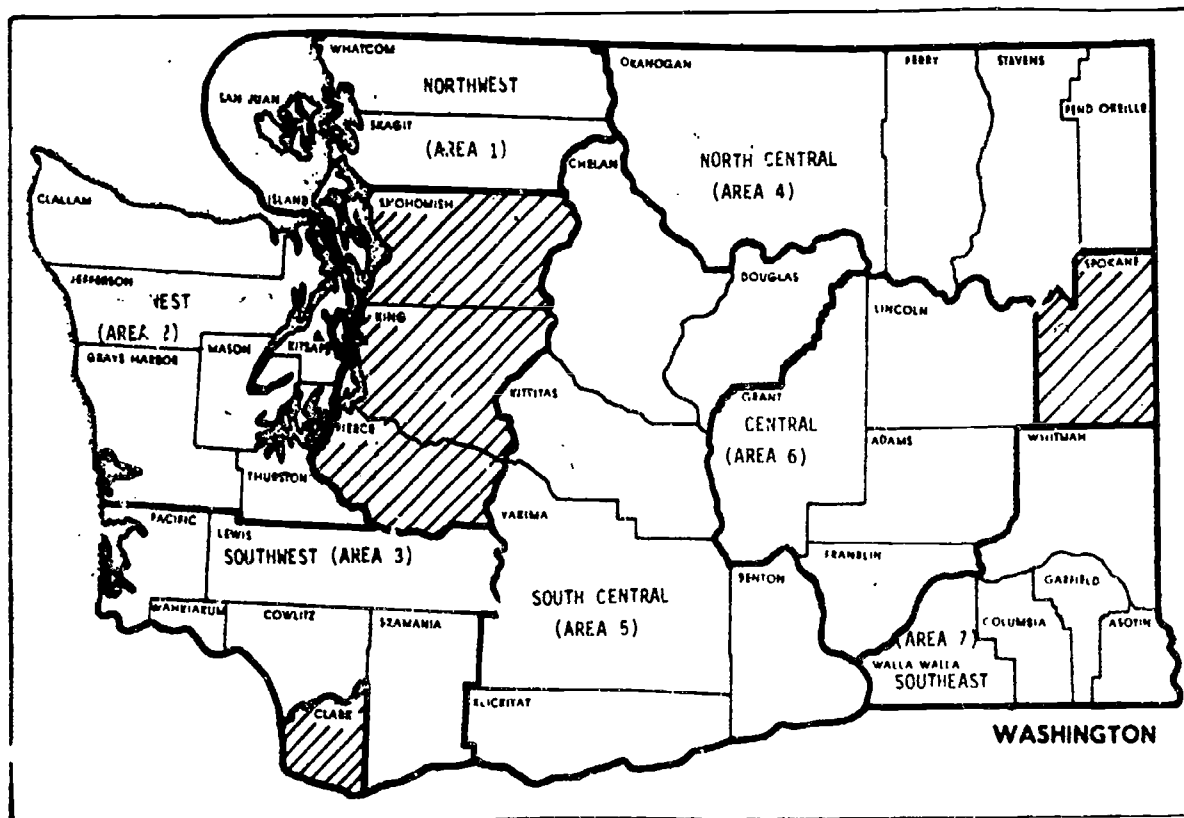 WHATCOM
OKANOGAN
FERRY
STEVENS
NORTHWEST
SAN JUAN
PEND OREILLE
SKAGIT
(AREA 1)
CHELAN
NORTH CENTRAL
(AREA 4)
CLALLAM
ISLAND
SNOHOMISH
JEFFERSON
DOUGLAS
SPOKANE
WEST
(AREA 2)
KING
LINCOLN
GRAYS HARBOR
MASON
KITSAP
KITTITAS
GRANT
CENTRAL
(AREA 6)
PIERCE
ADAMS
WHITMAN
THURSTON
YAKIMA
PACIFIC
LEWIS
SOUTHWEST (AREA 3)
FRANKLIN
BENTON
GARFIELD
SOUTH CENTRAL
(AREA 5)
WAHKIAKUM
COWLITZ
SKAMANIA
COLUMBIA
ASOTIN
(AREA 7)
WALLA WALLA
SOUTHEAST
KLICKITAT
CLARK
WASHINGTON